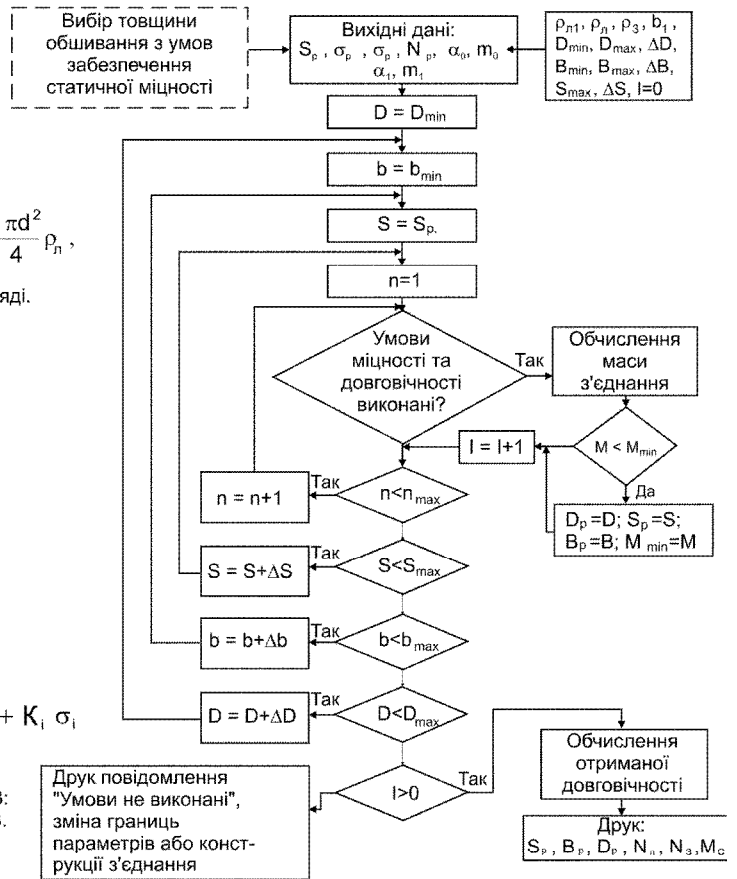 Вибір товщини
обшивання з умов
забезпечення
статичної міцності
Вихідні дані:
S_p , σ_p , σ_p , N_p, α_0, m_0
α_1, m_1
ρ_л1, ρ_л, ρ_3, b_1 ,
D_min, D_max, ΔD,
B_min, B_max, ΔB,
S_max, ΔS, I=0
D = D_min
b = b_min
S = S_p.
n=1
πd²
4
ρ_л ,
яді.
Умови
міцності та
довговічності
виконані?
Так
Обчислення
маси
з'єднання
M < M_min
I = I+1
Да
D_p=D; S_p=S;
B_p=B; M_min=M
n<n_max
Так
n = n+1
S<S_max
Так
S = S+ΔS
b<b_max
Так
b = b+Δb
D<D_max
Так
D = D+ΔD
+ K_i σ_i
I>0
Так
Друк повідомлення
"Умови не виконані",
зміна границь
параметрів або конст-
рукції з'єднання
Обчислення
отриманої
довговічності
Друк:
S_p, B_p, D_p, N_л, N_3, M_c